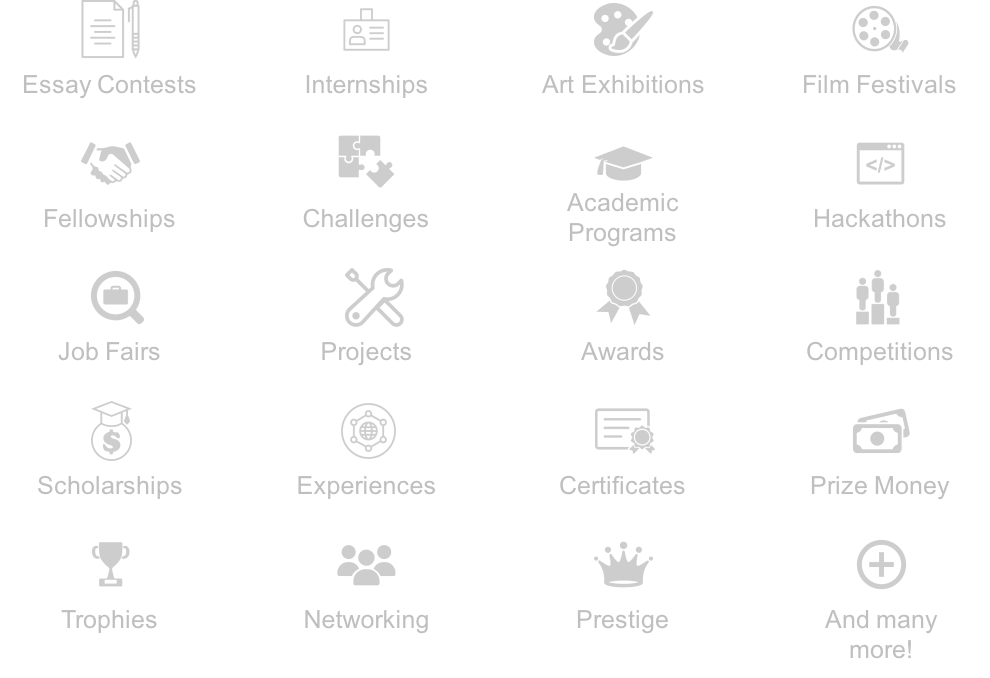 Essay Contests
Internships
Art Exhibitions
Film Festivals
Fellowships
Challenges
Academic
Programs
</>
Hackathons
Job Fairs
Projects
Awards
Competitions
$
Scholarships
Experiences
Certificates
Prize Money
Trophies
Networking
Prestige
And many
more!